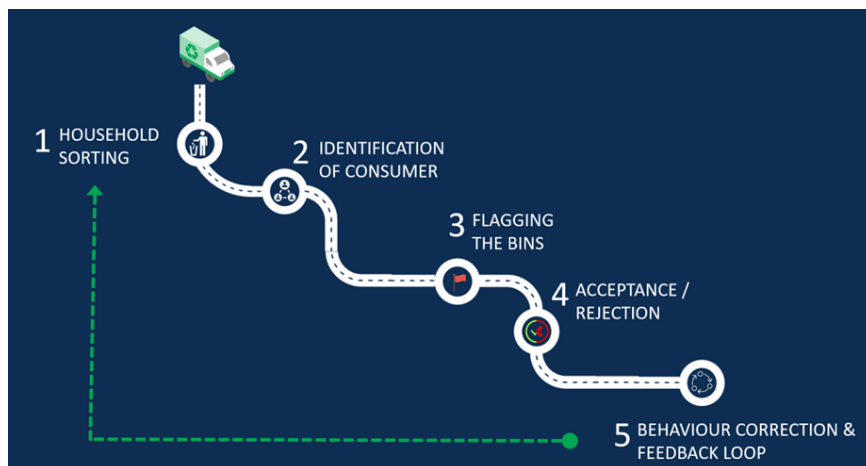 1 HOUSEHOLD
SORTING
2 IDENTIFICATION
OF CONSUMER
3 FLAGGING
THE BINS
4 ACCEPTANCE /
REJECTION
5 BEHAVIOUR CORRECTION &
FEEDBACK LOOP